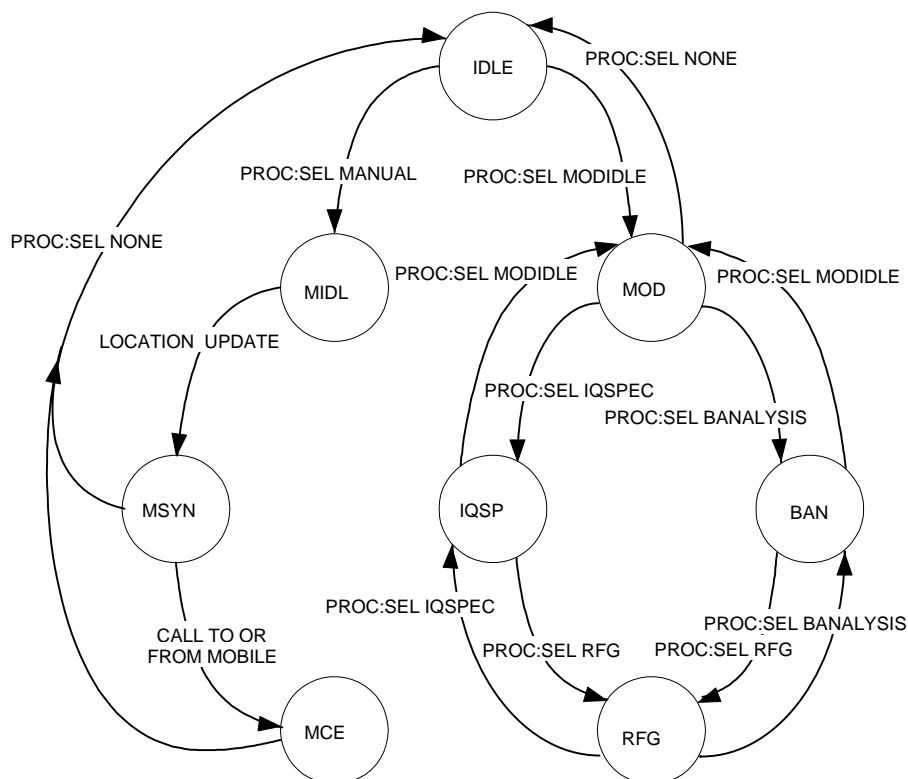 IDLE
PROC:SEL NONE
PROC:SEL MANUAL
PROC:SEL MODIDLE
PROC:SEL NONE
PROC:SEL MODIDLE
PROC:SEL MODIDLE
MIDL
MOD
LOCATION UPDATE
PROC:SEL IQSPEC
PROC:SEL BANALYSIS
MSYN
IQSP
BAN
PROC:SEL IQSPEC
PROC:SEL BANALYSIS
CALL TO OR
FROM MOBILE
PROC:SEL RFG
PROC:SEL RFG
MCE
RFG